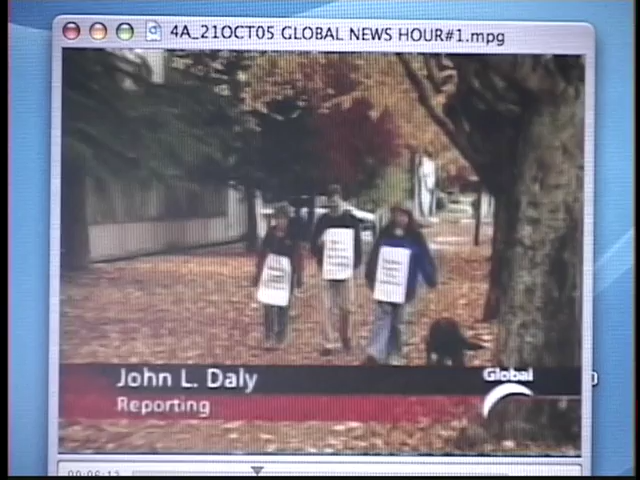 4A_21OCT05 GLOBAL NEWS HOUR#1.mpg
John L. Daly
Global
Reporting